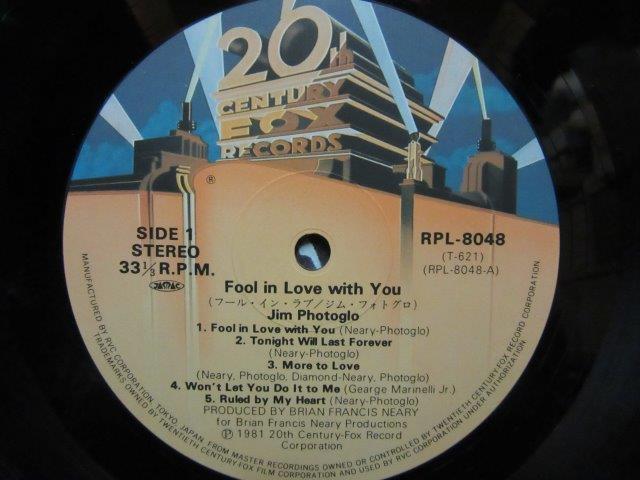 20th
CENTURY
FOX
RECORDS
®
SIDE 1
STEREO
33⅓ R.P.M.
JASRAC
RPL-8048
(T-621)
(RPL-8048-A)
Fool in Love with You
(フール・イン・ラブ/ジム・フォトグロ)
Jim Photoglo
1. Fool in Love with You (Neary-Photoglo)
2. Tonight Will Last Forever
(Neary-Photoglo)
3. More to Love
(Neary, Photoglo, Diamond-Neary, Photoglo)
4. Won't Let You Do It to Me (Gearge Marinelli Jr.)
5. Ruled by My Heart (Neary-Photoglo)
PRODUCED BY BRIAN FRANCIS NEARY
for Brian Francis Neary Productions
Ⓟ 1981 20th Century-Fox Record
Corporation
MANUFACTURED BY RVC CORPORATION, TOKYO, JAPAN, FROM MASTER RECORDINGS OWNED OR CONTROLLED BY TWENTIETH CENTURY-FOX RECORD CORPORATION.
TRADEMARKS OWNED BY TWENTIETH CENTURY-FOX FILM CORPORATION AND USED BY RVC CORPORATION UNDER AUTHORIZATION.